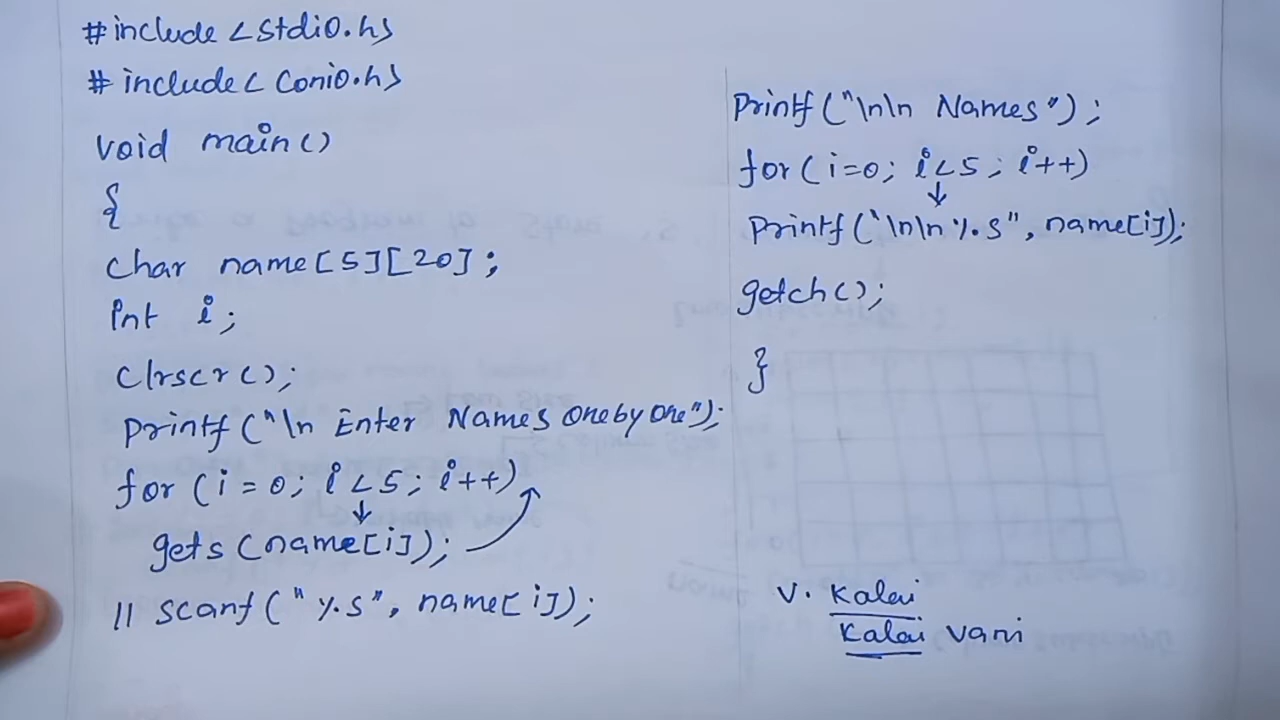 #include <stdio.h>
#include < conio.h>
void main()
{
char name[5][20];
int i;
clrscr();
printf("\n Enter Names One by One");
for (i = 0; i < 5; i++)
gets (name[i]);
// scanf("%s", name[i]);
printf("\n\n Names");
for(i=0; i<5; i++)
printf("\n\n%s", name[i]);
getch();
}
V. Kalai
Kalai Vani